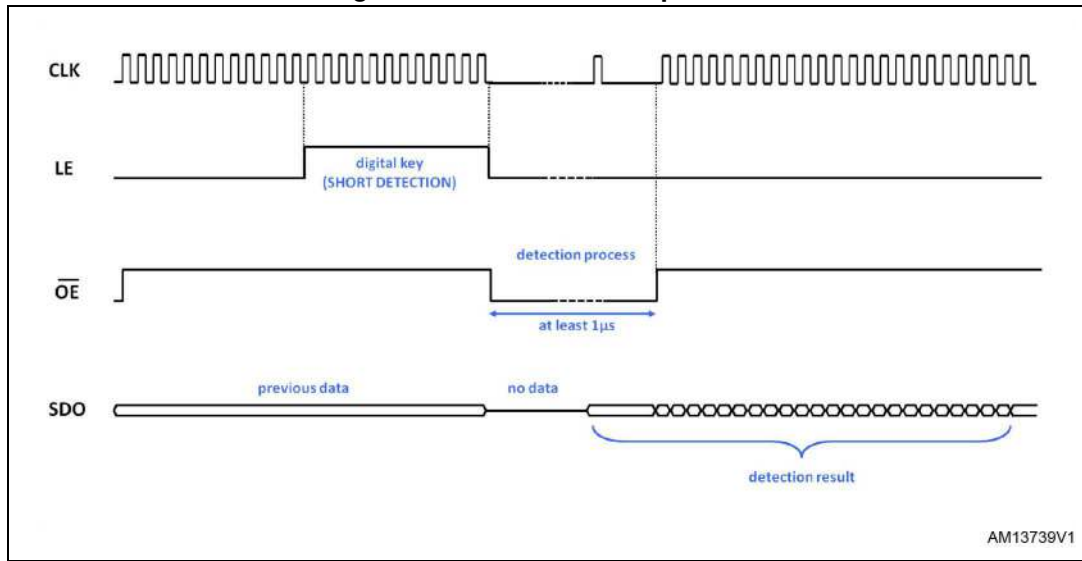 CLK
LE
digital key
(SHORT DETECTION)
detection process
OE
at least 1µs
previous data
no data
SDO
detection result
AM13739V1